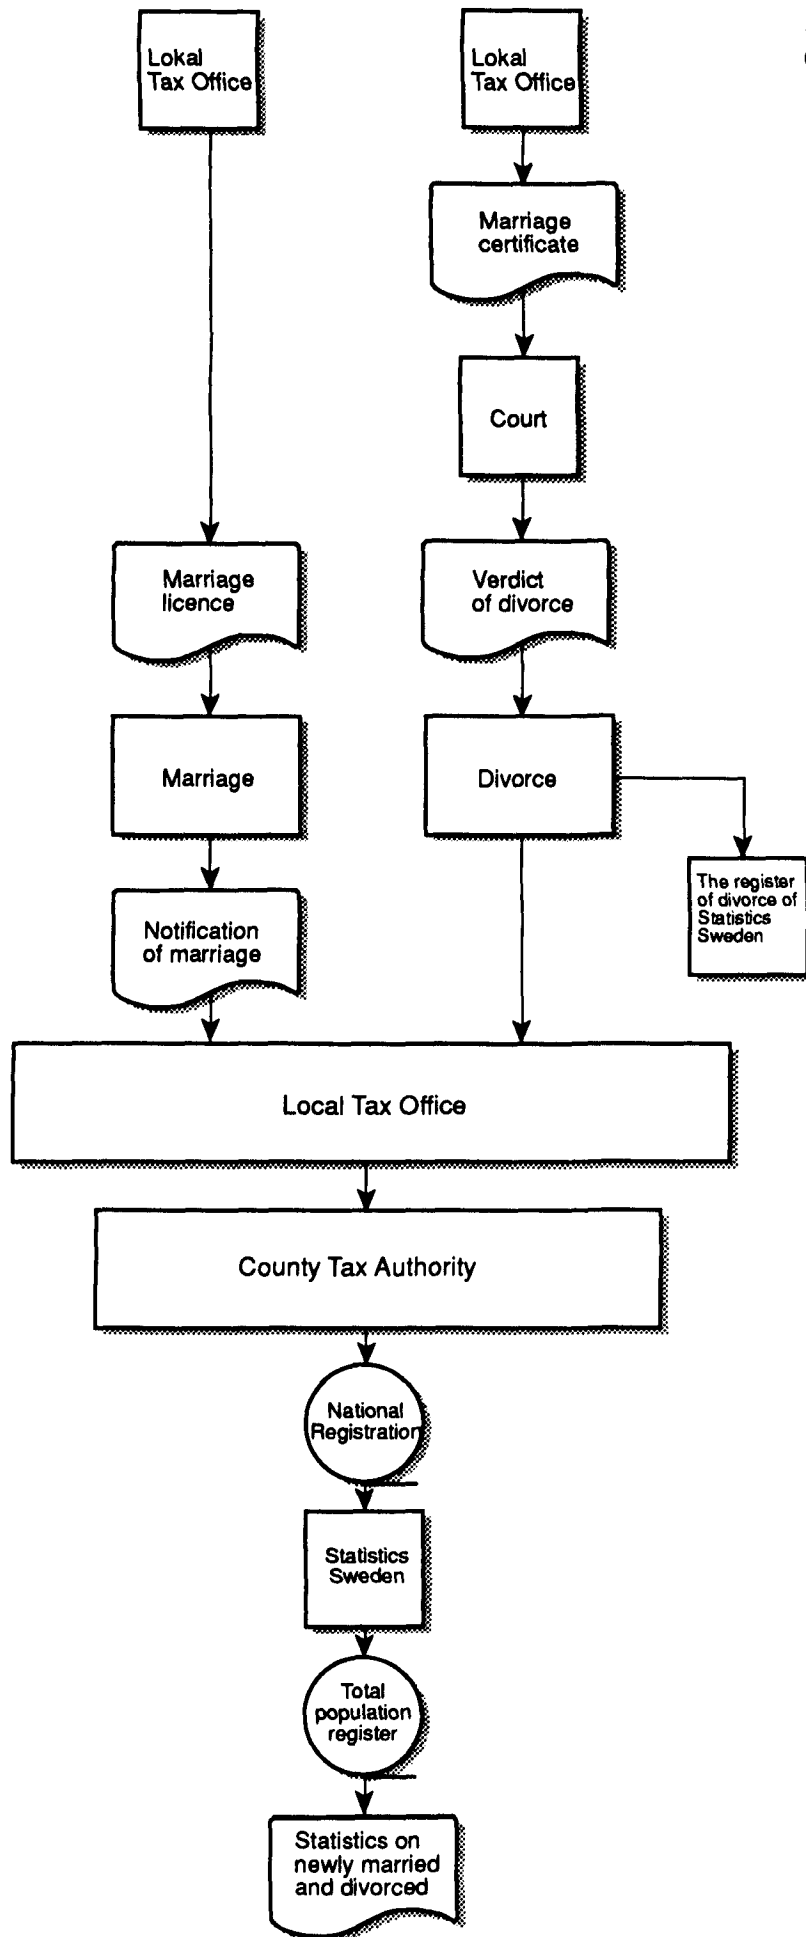 Lokal
Tax Office
Lokal
Tax Office
Marriage
certificate
Court
Marriage
licence
Verdict
of divorce
Marriage
Divorce
The register
of divorce of
Statistics
Sweden
Notification
of marriage
Local Tax Office
County Tax Authority
National
Registration
Statistics
Sweden
Total
population
register
Statistics on
newly married
and divorced